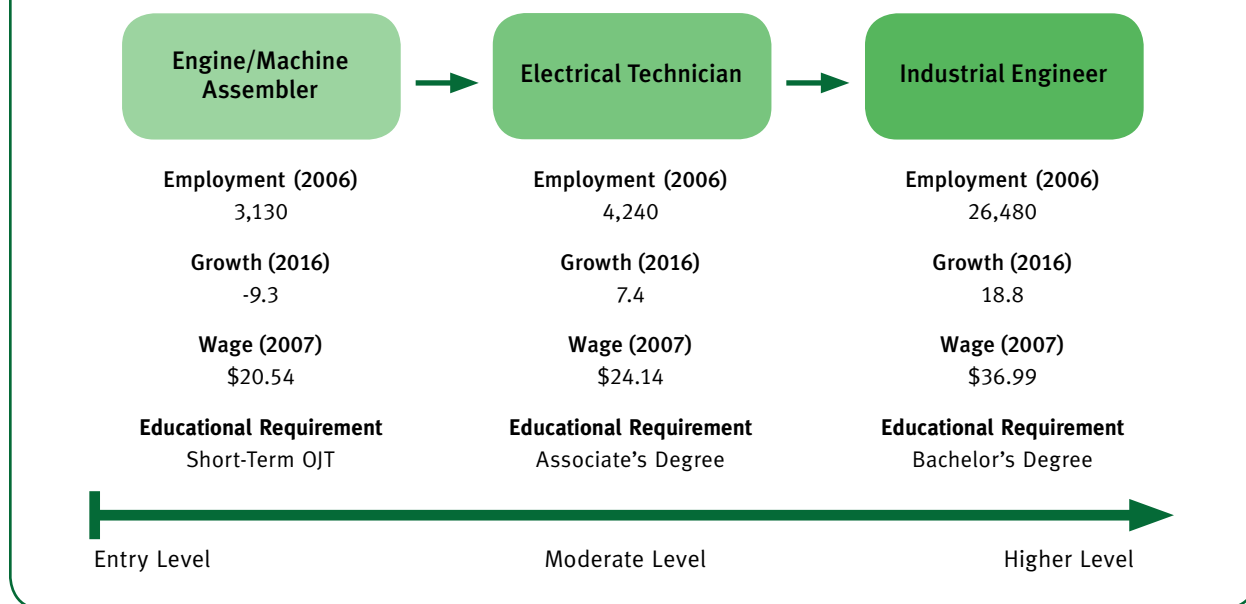 Engine/Machine
Assembler
Electrical Technician
Industrial Engineer
Employment (2006)
3,130
Growth (2016)
-9.3
Wage (2007)
$20.54
Educational Requirement
Short-Term OJT
Employment (2006)
4,240
Growth (2016)
7.4
Wage (2007)
$24.14
Educational Requirement
Associate’s Degree
Employment (2006)
26,480
Growth (2016)
18.8
Wage (2007)
$36.99
Educational Requirement
Bachelor’s Degree
Entry Level
Moderate Level
Higher Level